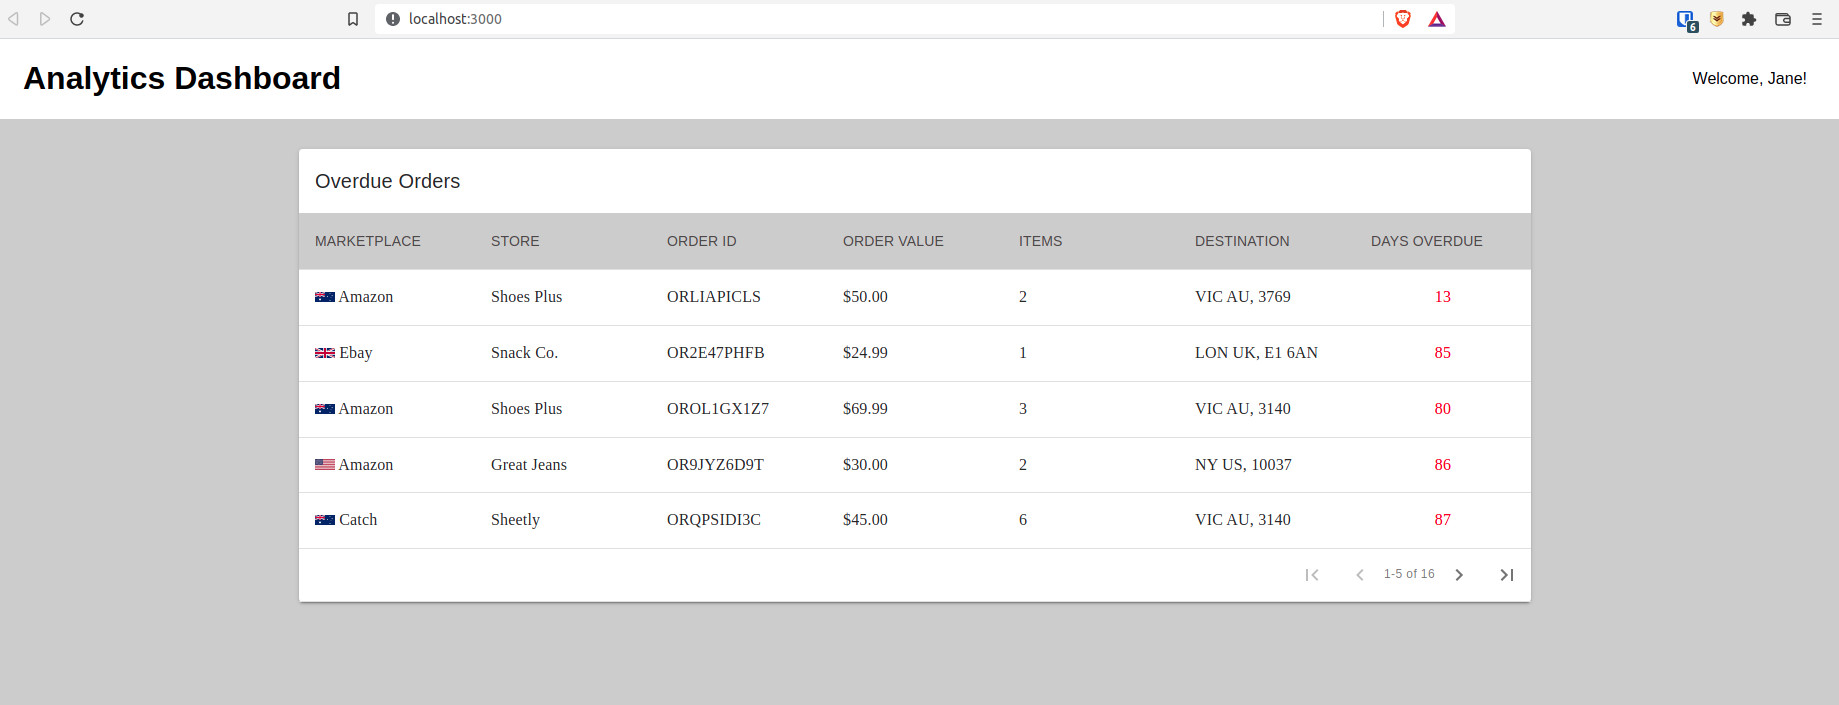 localhost:3000
6
Analytics Dashboard
Welcome, Jane!
Overdue Orders
MARKETPLACE STORE ORDER ID ORDER VALUE ITEMS DESTINATION DAYS OVERDUE
Amazon Shoes Plus ORLIAPICLS $50.00 2 VIC AU, 3769 13
Ebay Snack Co. OR2E47PHFB $24.99 1 LON UK, E1 6AN 85
Amazon Shoes Plus OROL1GX1Z7 $69.99 3 VIC AU, 3140 80
Amazon Great Jeans OR9JYZ6D9T $30.00 2 NY US, 10037 86
Catch Sheetly ORQPSIDI3C $45.00 6 VIC AU, 3140 87
1-5 of 16